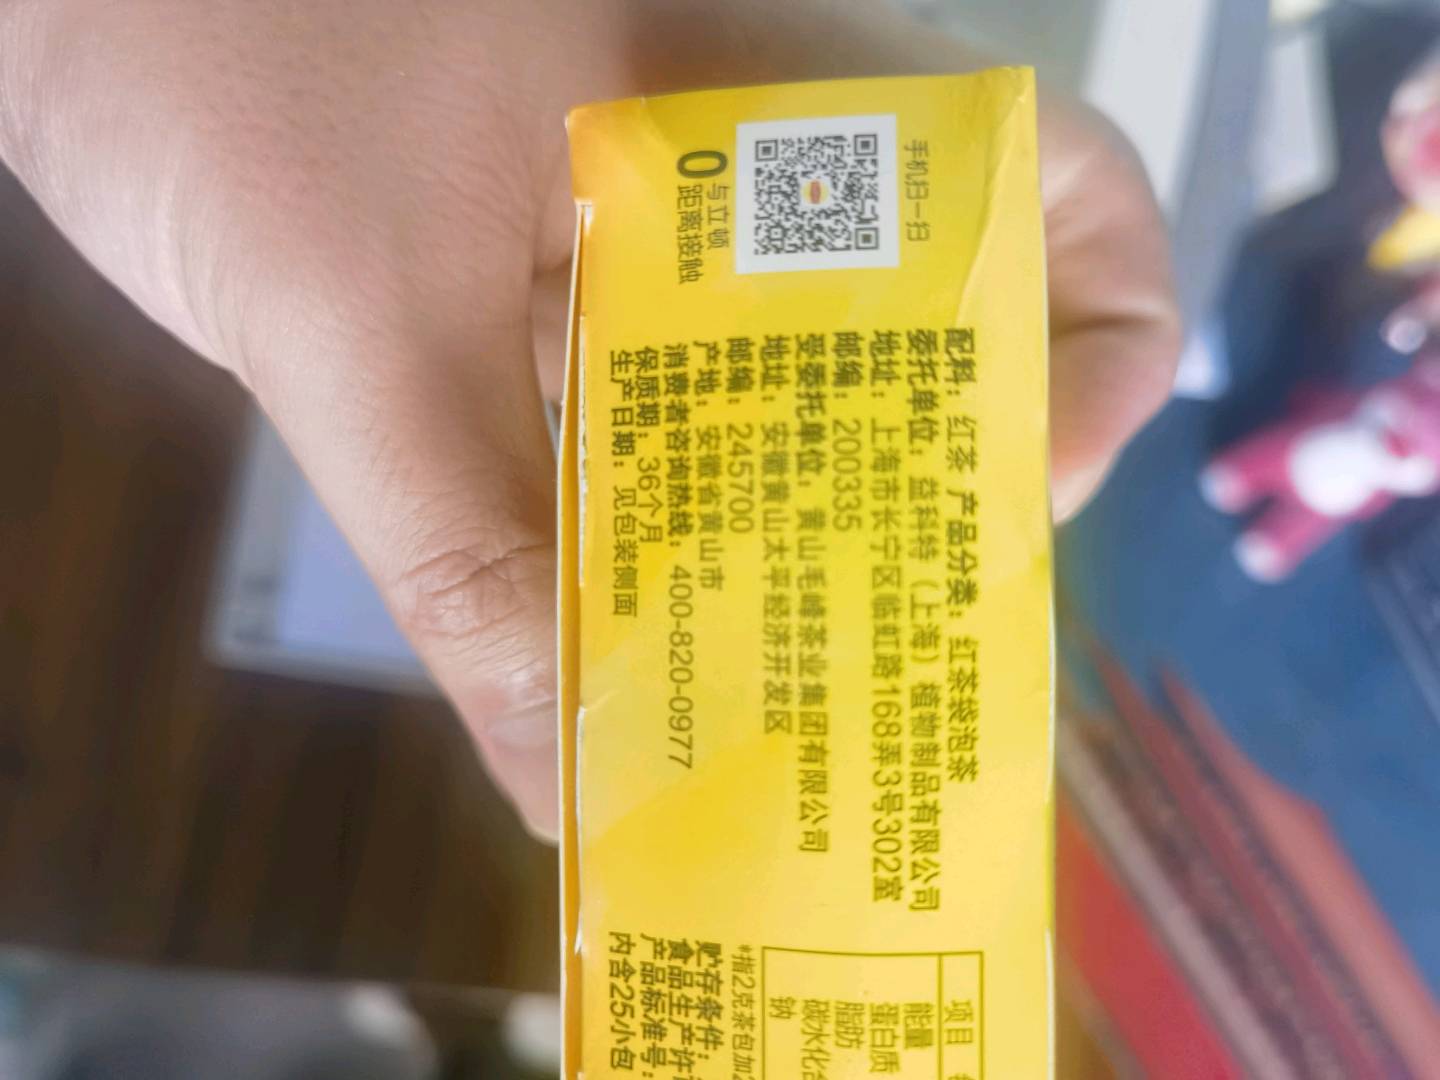 手机扫一扫
0 与立顿
距离接触
配料：红茶 产品分类：红茶袋泡茶
委托单位：益科特（上海）植物制品有限公司
地址：上海市长宁区临虹路168弄3号302室
邮编：200335
受委托单位：黄山毛峰茶业集团有限公司
地址：安徽黄山太平经济开发区
邮编：245700
产地：安徽省黄山市
消费者咨询热线：400-820-0977
保质期：36个月
生产日期：见包装侧面
项目
能量
蛋白质
脂肪
碳水化合
钠
*指2克茶包加2
贮存条件：
食品生产许可
产品标准号：
内含25小包